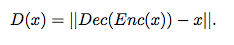 D(x) = ||Dec(Enc(x)) − x||.